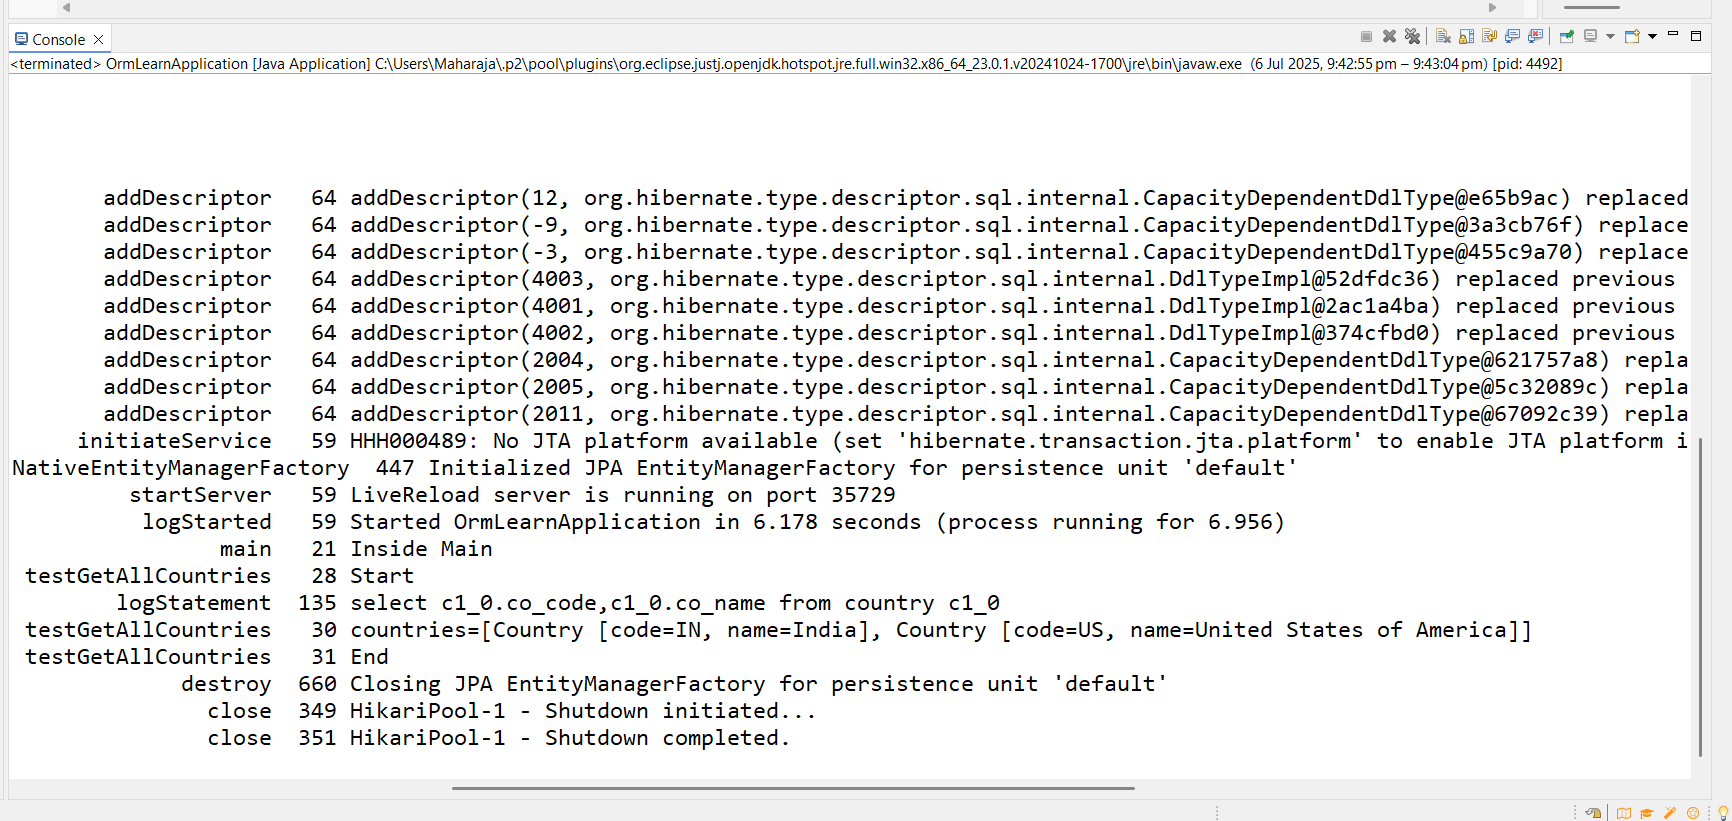 Console
<terminated> OrmLearnApplication [Java Application] C:\Users\Maharaja\.p2\pool\plugins\org.eclipse.justj.openjdk.hotspot.jre.full.win32.x86_64_23.0.1.v20241024-1700\jre\bin\javaw.exe (6 Jul 2025, 9:42:55 pm – 9:43:04 pm) [pid: 4492]
addDescriptor 64 addDescriptor(12, org.hibernate.type.descriptor.sql.internal.CapacityDependentDdlType@e65b9ac) replaced
addDescriptor 64 addDescriptor(-9, org.hibernate.type.descriptor.sql.internal.CapacityDependentDdlType@3a3cb76f) replace
addDescriptor 64 addDescriptor(-3, org.hibernate.type.descriptor.sql.internal.CapacityDependentDdlType@455c9a70) replace
addDescriptor 64 addDescriptor(4003, org.hibernate.type.descriptor.sql.internal.DdlTypeImpl@52dfdc36) replaced previous
addDescriptor 64 addDescriptor(4001, org.hibernate.type.descriptor.sql.internal.DdlTypeImpl@2ac1a4ba) replaced previous
addDescriptor 64 addDescriptor(4002, org.hibernate.type.descriptor.sql.internal.DdlTypeImpl@374cfbd0) replaced previous
addDescriptor 64 addDescriptor(2004, org.hibernate.type.descriptor.sql.internal.CapacityDependentDdlType@621757a8) repla
addDescriptor 64 addDescriptor(2005, org.hibernate.type.descriptor.sql.internal.CapacityDependentDdlType@5c32089c) repla
addDescriptor 64 addDescriptor(2011, org.hibernate.type.descriptor.sql.internal.CapacityDependentDdlType@67092c39) repla
initiateService 59 HHH000489: No JTA platform available (set 'hibernate.transaction.jta.platform' to enable JTA platform i
NativeEntityManagerFactory 447 Initialized JPA EntityManagerFactory for persistence unit 'default'
startServer 59 LiveReload server is running on port 35729
logStarted 59 Started OrmLearnApplication in 6.178 seconds (process running for 6.956)
main 21 Inside Main
testGetAllCountries 28 Start
logStatement 135 select c1_0.co_code,c1_0.co_name from country c1_0
testGetAllCountries 30 countries=[Country [code=IN, name=India], Country [code=US, name=United States of America]]
testGetAllCountries 31 End
destroy 660 Closing JPA EntityManagerFactory for persistence unit 'default'
close 349 HikariPool-1 - Shutdown initiated...
close 351 HikariPool-1 - Shutdown completed.